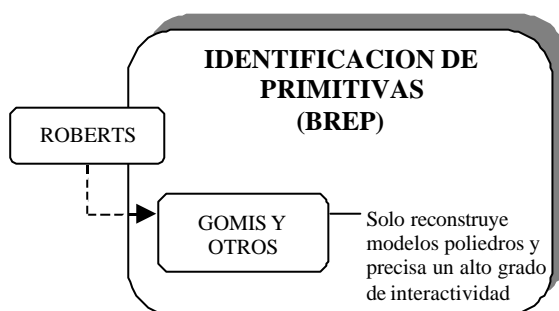 IDENTIFICACION DE
PRIMITIVAS
(BREP)
ROBERTS
GOMIS Y
OTROS
Solo reconstruye
modelos poliedros y
precisa un alto grado
de interactividad